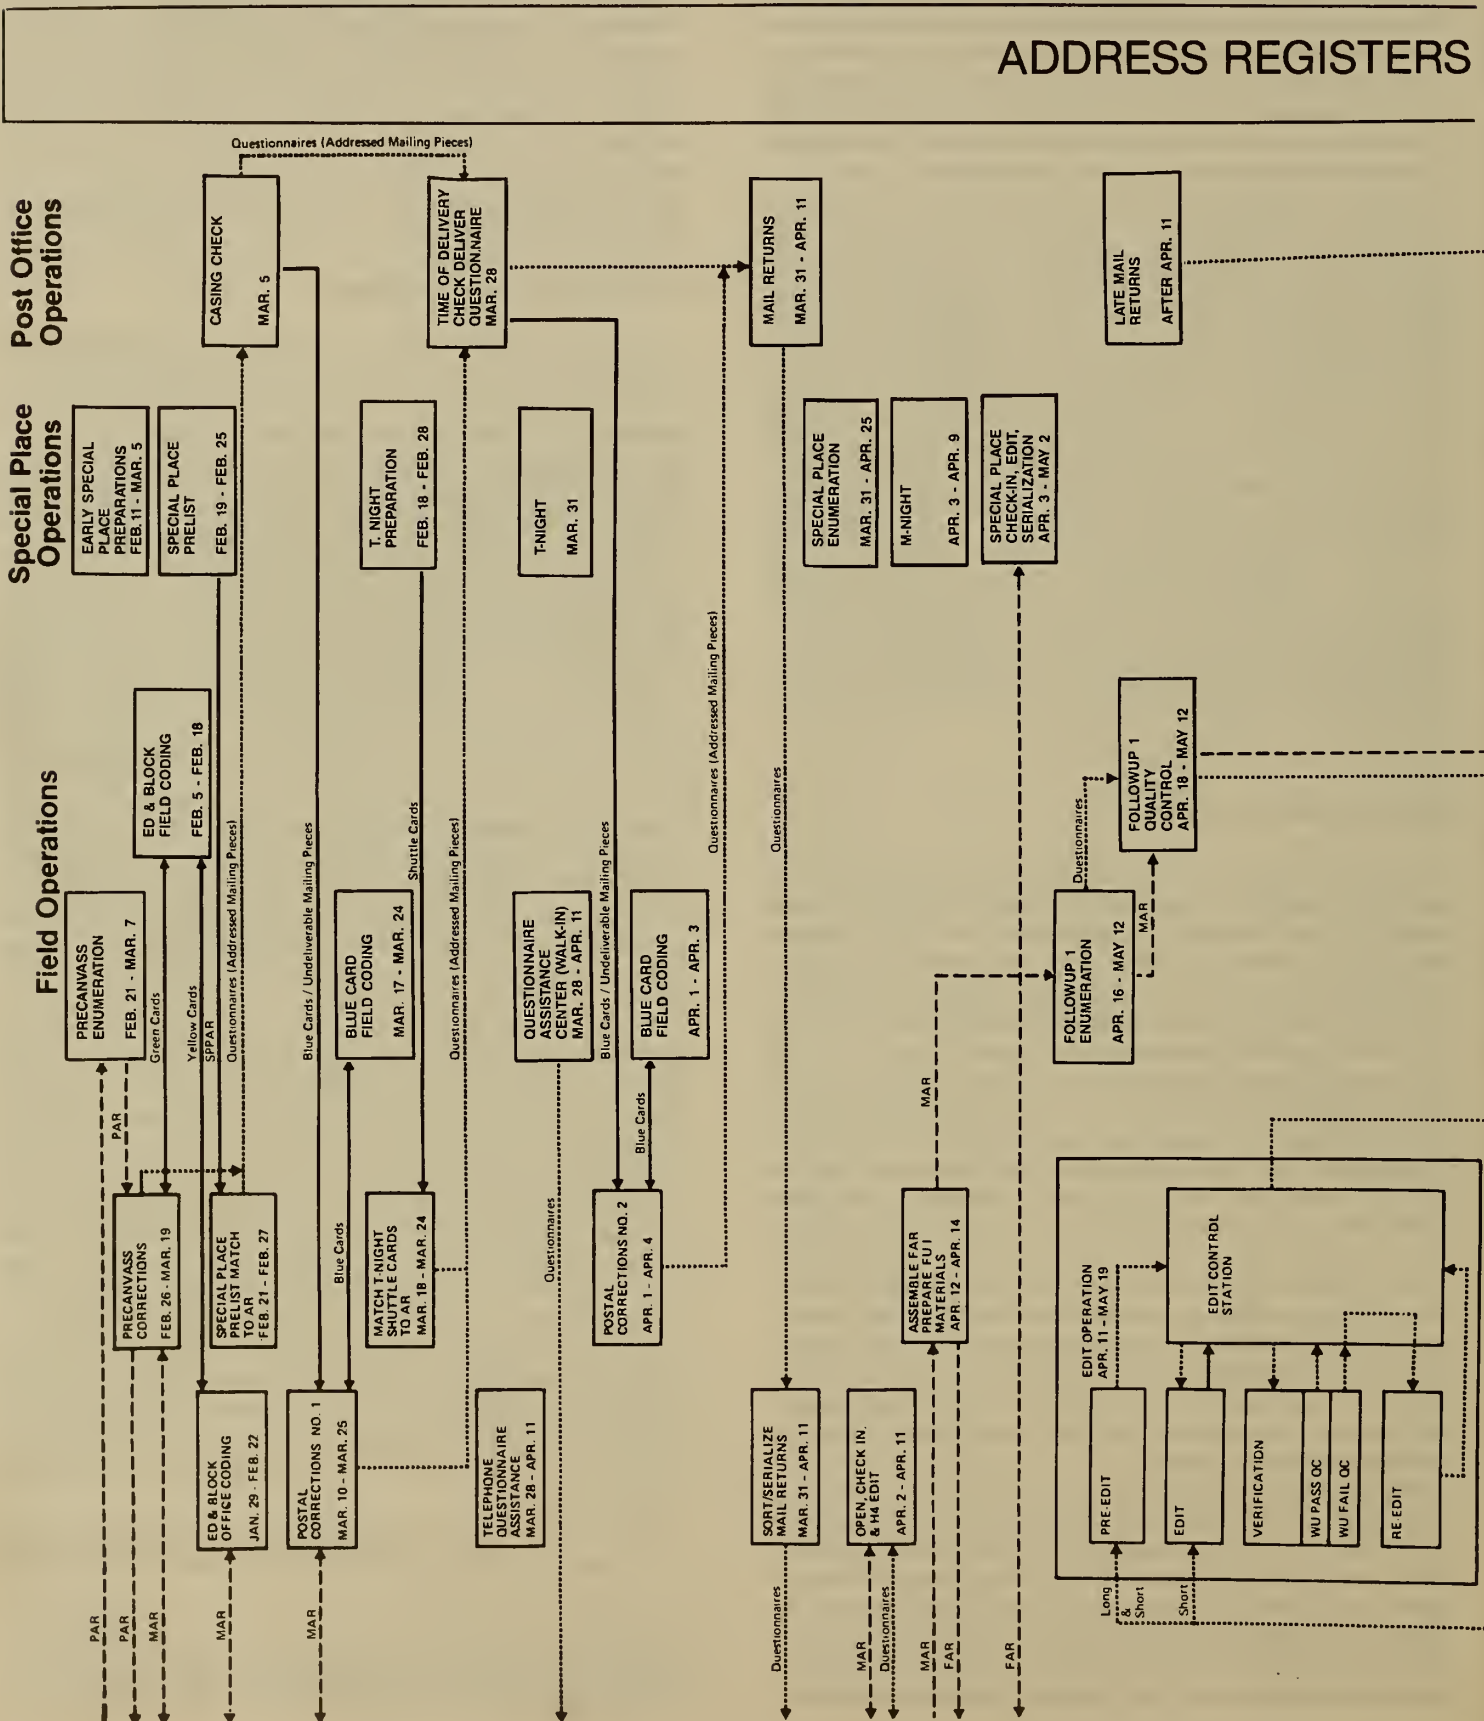 ADDRESS REGISTERS
Post Office
Operations
Special Place
Operations
Field Operations
Questionnaires (Addressed Mailing Pieces)
CASING CHECK
MAR. 5
TIME OF DELIVERY
CHECK DELIVER
QUESTIONNAIRE
MAR. 28
MAIL RETURNS
MAR. 31 - APR. 11
LATE MAIL
RETURNS
AFTER APR. 11
EARLY SPECIAL
PLACE
PREPARATIONS
FEB. 11 - MAR. 5
SPECIAL PLACE
PRELIST
FEB. 19 - FEB. 25
T. NIGHT
PREPARATION
FEB. 18 - FEB. 28
T-NIGHT
MAR. 31
SPECIAL PLACE
ENUMERATION
MAR. 31 - APR. 25
M-NIGHT
APR. 3 - APR. 9
SPECIAL PLACE
CHECK-IN, EDIT,
SERIALIZATION
APR. 3 - MAY 2
PRECANVASS
ENUMERATION
FEB. 21 - MAR. 7
ED & BLOCK
FIELD CODING
FEB. 5 - FEB. 18
Green Cards
Yellow Cards
SPPAR
Questionnaires (Addressed Mailing Pieces)
Blue Cards / Undeliverable Mailing Pieces
BLUE CARD
FIELD CODING
MAR. 17 - MAR. 24
Shuttle Cards
Questionnaires (Addressed Mailing Pieces)
QUESTIONNAIRE
ASSISTANCE
CENTER (WALK-IN)
MAR. 28 - APR. 11
Blue Cards / Undeliverable Mailing Pieces
BLUE CARD
FIELD CODING
APR. 1 - APR. 3
Questionnaires (Addressed Mailing Pieces)
Questionnaires
FOLLOWUP 1
ENUMERATION
APR. 16 - MAY 12
Duestionnaires
MAR
FOLLOWUP 1
QUALITY
CONTROL
APR. 18 - MAY 12
PAR
PRECANVASS
CORRECTIONS
FEB. 26 - MAR. 19
SPECIAL PLACE
PRELIST MATCH
TO AR
FEB. 21 - FEB. 27
Blue Cards
MATCH T-NIGHT
SHUTTLE CARDS
TO AR
MAR. 18 - MAR. 24
Questionnaires
POSTAL
CORRECTIONS NO. 2
APR. 1 - APR. 4
Blue Cards
MAR
ASSEMBLE FAR
PREPARE FU I
MATERIALS
APR. 12 - APR. 14
ED & BLOCK
OFFICE CODING
JAN. 29 - FEB. 22
POSTAL
CORRECTIONS NO. 1
MAR. 10 - MAR. 25
TELEPHONE
QUESTIONNAIRE
ASSISTANCE
MAR. 28 - APR. 11
SORT/SERIALIZE
MAIL RETURNS
MAR. 31 - APR. 11
OPEN, CHECK IN,
& H4 EDIT
APR. 2 - APR. 11
EDIT OPERATION
APR. 11 - MAY 19
EDIT CONTRDL
STATION
PRE-EDIT
EDIT
VERIFICATION
WU PASS QC
WU FAIL QC
RE-EDIT
PAR
PAR
MAR
MAR
MAR
Duestionnaires
MAR
Questionnaires
MAR
FAR
FAR
Long
&
Short
Short